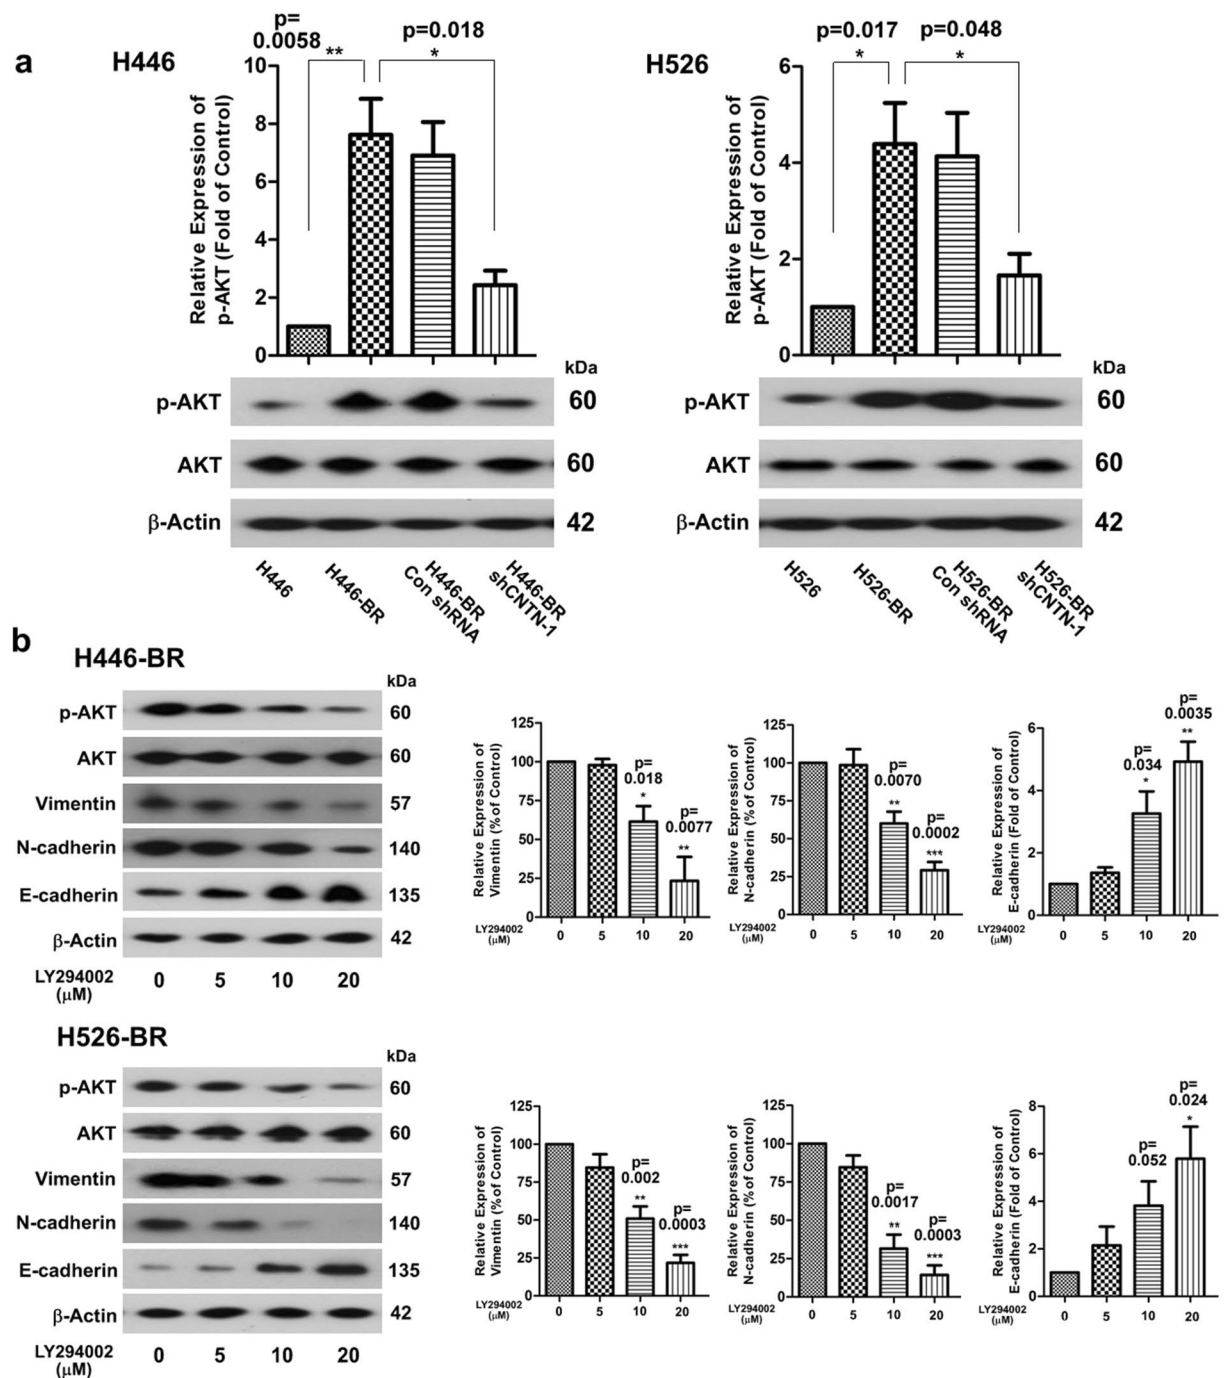 a
H446
p=
0.0058
**
p=0.018
*
Relative Expression of
p-AKT (Fold of Control)
10
8
6
4
2
0
kDa
p-AKT
60
AKT
60
β-Actin
42
H446
H446-BR
H446-BR
Con shRNA
H446-BR
shCNTN-1
H526
p=0.017
*
p=0.048
*
Relative Expression of
p-AKT (Fold of Control)
6
4
2
0
kDa
p-AKT
60
AKT
60
β-Actin
42
H526
H526-BR
H526-BR
Con shRNA
H526-BR
shCNTN-1
b
H446-BR
kDa
p-AKT
60
AKT
60
Vimentin
57
N-cadherin
140
E-cadherin
135
β-Actin
42
LY294002
(μM)
0 5 10 20
Relative Expression of
Vimentin (% of Control)
125
100
75
50
25
0
p=
0.018
*
p=
0.0077
**
LY294002
(μM)
0 5 10 20
Relative Expression of
N-cadherin (% of Control)
125
100
75
50
25
0
p=
0.0070
**
p=
0.0002
***
LY294002
(μM)
0 5 10 20
Relative Expression of
E-cadherin (Fold of Control)
6
4
2
0
p=
0.034
*
p=
0.0035
**
LY294002
(μM)
0 5 10 20
H526-BR
kDa
p-AKT
60
AKT
60
Vimentin
57
N-cadherin
140
E-cadherin
135
β-Actin
42
LY294002
(μM)
0 5 10 20
Relative Expression of
Vimentin (% of Control)
125
100
75
50
25
0
p=
0.002
**
p=
0.0003
***
LY294002
(μM)
0 5 10 20
Relative Expression of
N-cadherin (% of Control)
125
100
75
50
25
0
p=
0.0017
**
p=
0.0003
***
LY294002
(μM)
0 5 10 20
Relative Expression of
E-cadherin (Fold of Control)
8
6
4
2
0
p=
0.052
p=
0.024
*
LY294002
(μM)
0 5 10 20